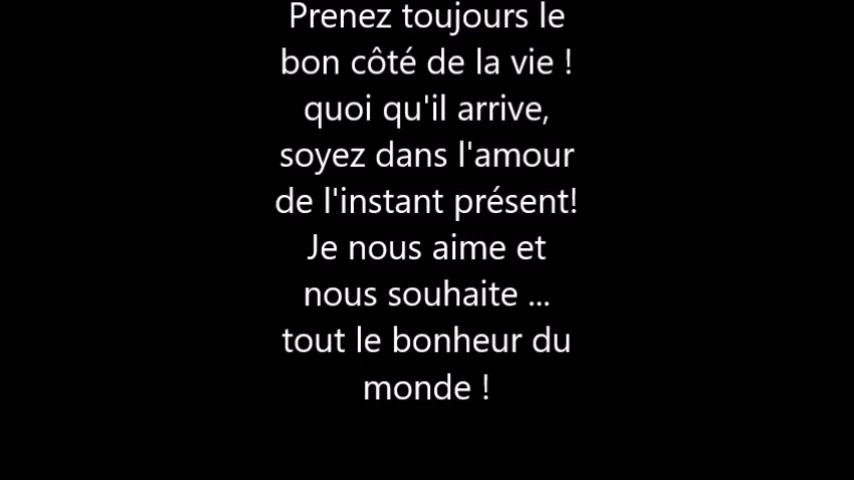 Prenez toujours le
bon côté de la vie !
quoi qu'il arrive,
soyez dans l'amour
de l'instant présent!
Je nous aime et
nous souhaite ...
tout le bonheur du
monde !